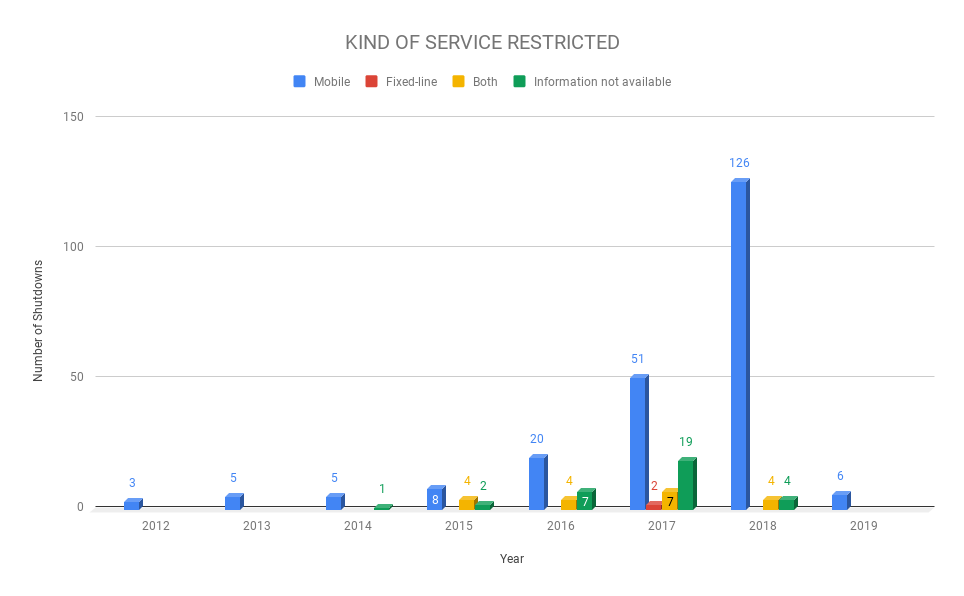 KIND OF SERVICE RESTRICTED
Mobile Fixed-line Both Information not available
150
100
50
0
Number of Shutdowns
3
5
5 1
8 4 2
20 4 7
51 2 7 19
126 4 4
6
2012 2013 2014 2015 2016 2017 2018 2019
Year